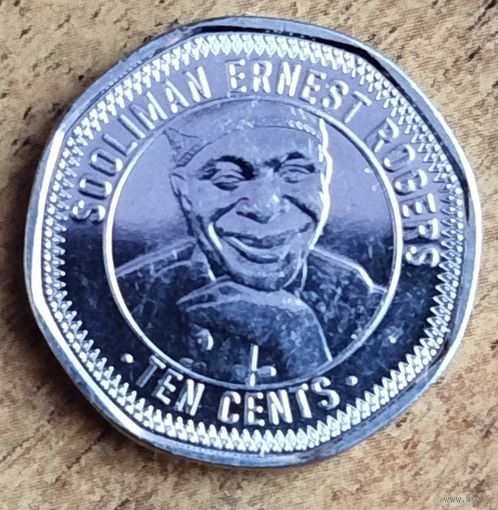 SOOLIMAN ERNEST ROGERS
· TEN CENTS ·